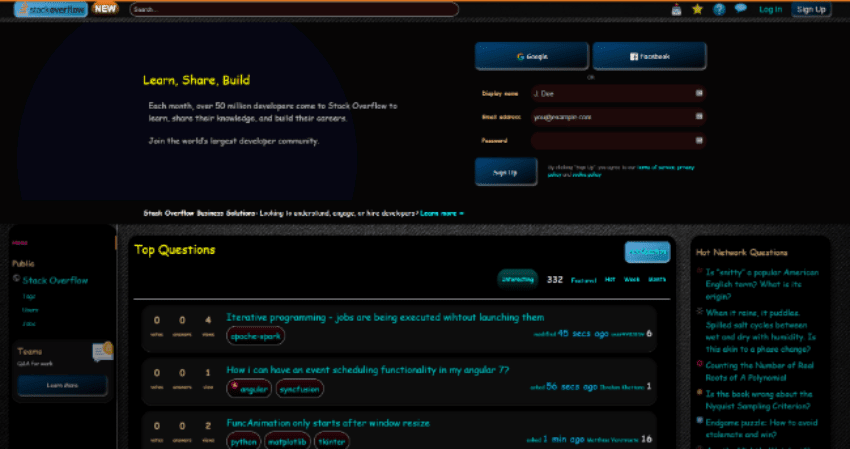 stackoverflow NEW Search... Log In Sign Up
Google Facebook
OR
Learn, Share, Build
Each month, over 50 million developers come to Stack Overflow to
learn, share their knowledge, and build their careers.
Join the world's largest developer community.
Display name J. Doe
Email address you@example.com
Password
Sign Up
By clicking "Sign Up", you agree to our terms of service, privacy
policy and cookie policy
Stack Overflow Business Solutions: Looking to understand, engage, or hire developers? Learn more
Home
Public
Stack Overflow
Tags
Users
Jobs
Teams
Q&A for work
Learn More
Top Questions
Interesting 332 Featured Hot Week Month
0 0 4
votes answers views
Iterative programming - jobs are being executed wihtout launching them
apache-spark
modified 45 secs ago 6
0 0 1
votes answers view
How i can have an event scheduling functionality in my angular 7?
angular syncfusion
asked 56 secs ago 1
0 0 2
votes answers views
FuncAnimation only starts after window resize
python matplotlib tkinter
asked 1 min ago 16
Hot Network Questions
Is "snitty" a popular American
English term? What is its
origin?
When it rains, it puddles.
Spilled salt cycles between
wet and dry with humidity. Is
this akin to a phase change?
Counting the Number of Real
Roots of A Polynomial
Is the book wrong about the
Nyquist Sampling Criterion?
Endgame puzzle: How to avoid
stalemate and win?